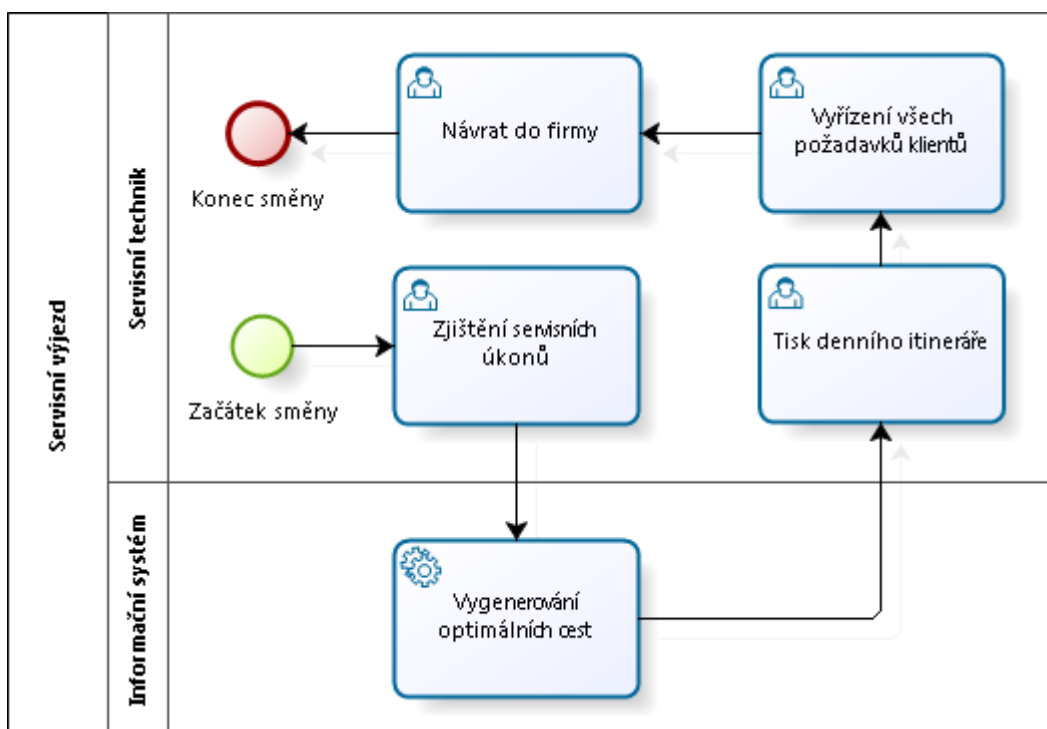 Servisní výjezd
Servisní technik
Návrat do firmy
Vyřízení všech
požadavků klientů
Konec směny
Zjištění servisních
úkonů
Tisk denního itineráře
Začátek směny
Informační systém
Vygenerování
optimálních cest